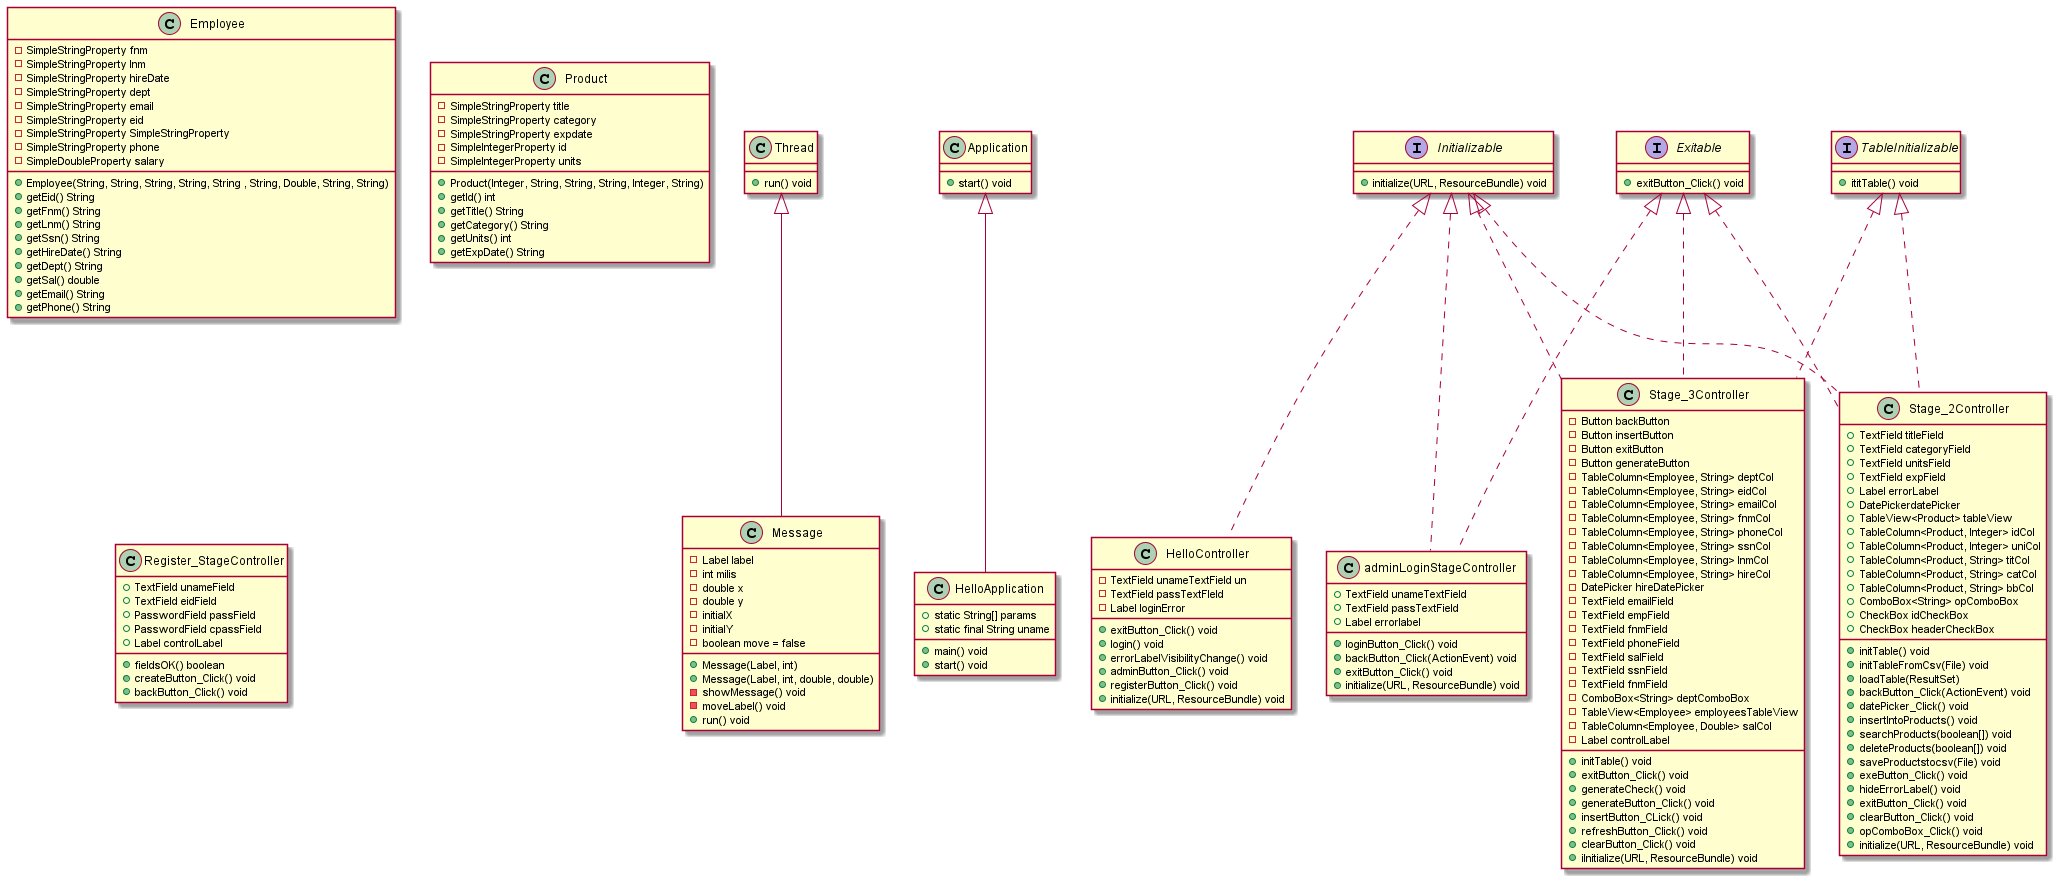 C Employee
SimpleStringProperty fnm
SimpleStringProperty lnm
SimpleStringProperty hireDate
SimpleStringProperty dept
SimpleStringProperty email
SimpleStringProperty eid
SimpleStringProperty SimpleStringProperty
SimpleStringProperty phone
SimpleDoubleProperty salary
Employee(String, String, String, String, String , String, Double, String, String)
getEid() String
getFnm() String
getLnm() String
getSsn() String
getHireDate() String
getDept() String
getSal() double
getEmail() String
getPhone() String
C Product
SimpleStringProperty title
SimpleStringProperty category
SimpleStringProperty expdate
SimpleIntegerProperty id
SimpleIntegerProperty units
Product(Integer, String, String, String, Integer, String)
getId() int
getTitle() String
getCategory() String
getUnits() int
getExpDate() String
C Thread
run() void
C Application
start() void
I Initializable
initialize(URL, ResourceBundle) void
I Exitable
exitButton_Click() void
I TableInitializable
ititTable() void
C Register_StageController
TextField unameField
TextField eidField
PasswordField passField
PasswordField cpassField
Label controlLabel
fieldsOK() boolean
createButton_Click() void
backButton_Click() void
C Message
Label label
int milis
double x
double y
initialX
initialY
boolean move = false
Message(Label, int)
Message(Label, int, double, double)
showMessage() void
moveLabel() void
run() void
C HelloApplication
static String[] params
static final String uname
main() void
start() void
C HelloController
TextField unameTextField un
TextField passTextFIeld
Label loginError
exitButton_Click() void
login() void
errorLabelVisibilityChange() void
adminButton_Click() void
registerButton_Click() void
initialize(URL, ResourceBundle) void
C adminLoginStageController
TextField unameTextField
TextField passTextField
Label errorlabel
loginButton_Click() void
backButton_Click(ActionEvent) void
exitButton_Click() void
initialize(URL, ResourceBundle) void
C Stage_3Controller
Button backButton
Button insertButton
Button exitButton
Button generateButton
TableColumn<Employee, String> deptCol
TableColumn<Employee, String> eidCol
TableColumn<Employee, String> emailCol
TableColumn<Employee, String> fnmCol
TableColumn<Employee, String> phoneCol
TableColumn<Employee, String> ssnCol
TableColumn<Employee, String> lnmCol
TableColumn<Employee, String> hireCol
DatePicker hireDatePicker
TextField emailField
TextField empField
TextField fnmField
TextField phoneField
TextField salField
TextField ssnField
TextField fnmField
ComboBox<String> deptComboBox
TableView<Employee> employeesTableView
TableColumn<Employee, Double> salCol
Label controlLabel
initTable() void
exitButton_Click() void
generateCheck() void
generateButton_Click() void
insertButton_CLick() void
refreshButton_Click() void
clearButton_Click() void
iInitialize(URL, ResourceBundle) void
C Stage_2Controller
TextField titleField
TextField categoryField
TextField unitsField
TextField expField
Label errorLabel
DatePickerdatePicker
TableView<Product> tableView
TableColumn<Product, Integer> idCol
TableColumn<Product, Integer> uniCol
TableColumn<Product, String> titCol
TableColumn<Product, String> catCol
TableColumn<Product, String> bbCol
ComboBox<String> opComboBox
CheckBox idCheckBox
CheckBox headerCheckBox
initTable() void
initTableFromCsv(File) void
loadTable(ResultSet)
backButton_Click(ActionEvent) void
datePicker_Click() void
insertIntoProducts() void
searchProducts(boolean[]) void
deleteProducts(boolean[]) void
saveProductstocsv(File) void
exeButton_Click() void
hideErrorLabel() void
exitButton_Click() void
clearButton_Click() void
opComboBox_Click() void
initialize(URL, ResourceBundle) void